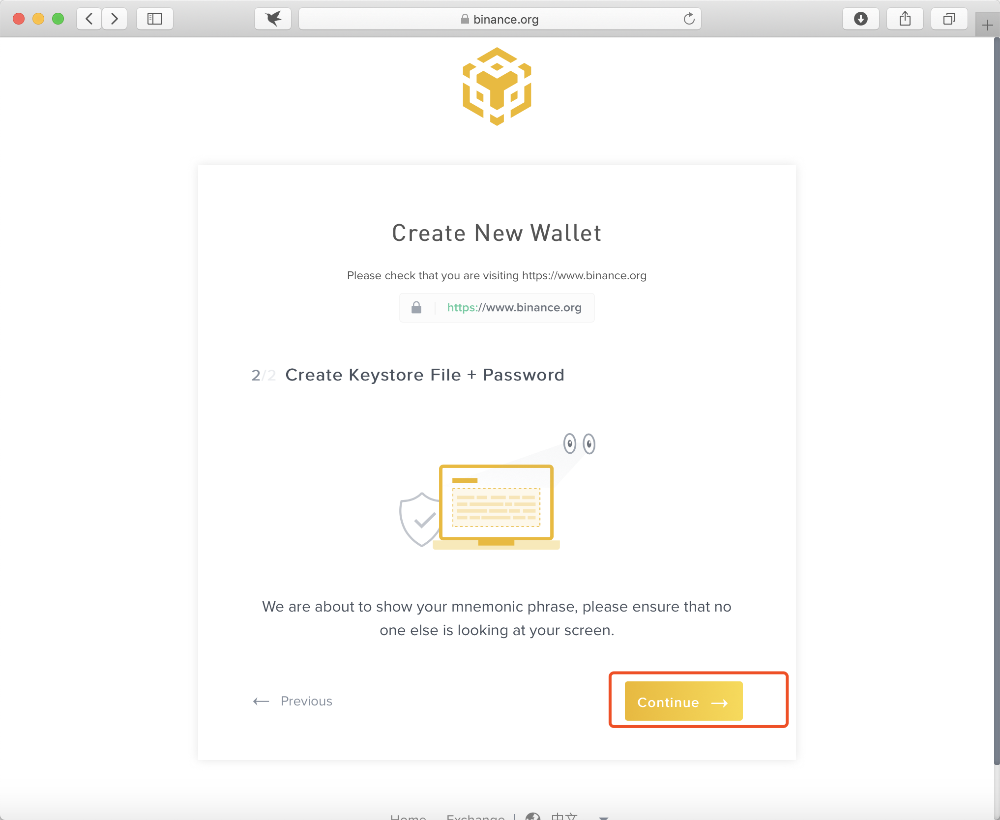 binance.org
Create New Wallet
Please check that you are visiting https://www.binance.org
https://www.binance.org
2/2 Create Keystore File + Password
We are about to show your mnemonic phrase, please ensure that no
one else is looking at your screen.
Previous
Continue
Home Exchange | 中文